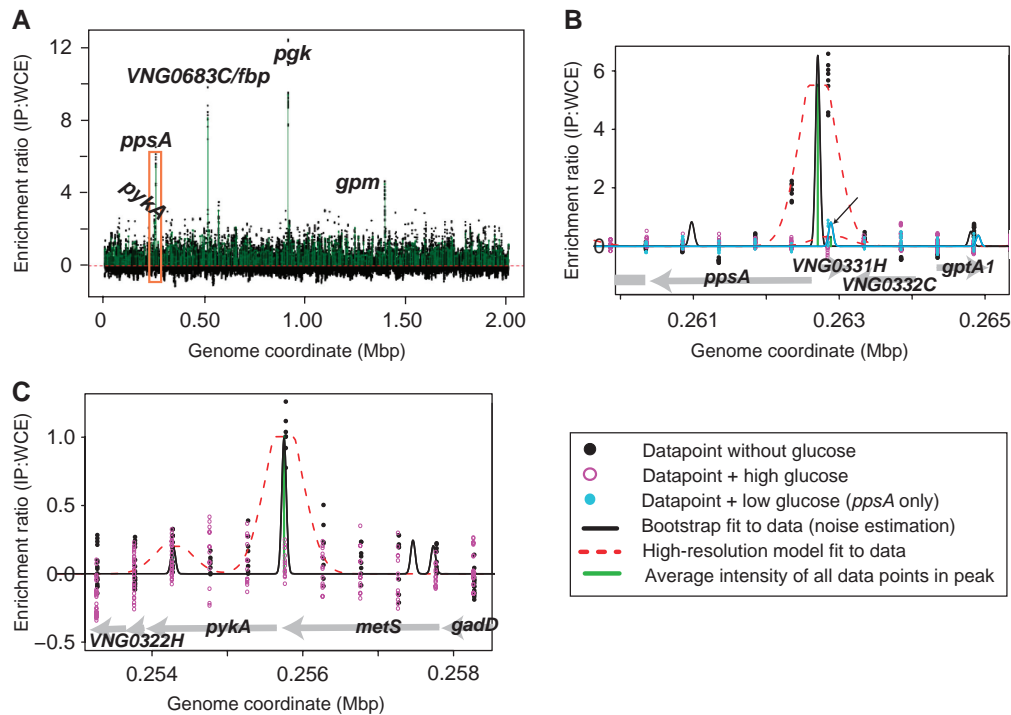 A
Enrichment ratio (IP:WCE)
12
8
4
0
pgk
VNG0683C/fbp
ppsA
pykA
gpm
0
0.50
1.00
1.50
2.00
Genome coordinate (Mbp)
B
Enrichment ratio (IP:WCE)
6
4
2
0
ppsA
VNG0331H
VNG0332C
gptA1
0.261
0.263
0.265
Genome coordinate (Mbp)
C
Enrichment ratio (IP:WCE)
1.0
0.5
0.0
−0.5
VNG0322H
pykA
metS
gadD
0.254
0.256
0.258
Genome coordinate (Mbp)
Datapoint without glucose
Datapoint + high glucose
Datapoint + low glucose (ppsA only)
Bootstrap fit to data (noise estimation)
High-resolution model fit to data
Average intensity of all data points in peak